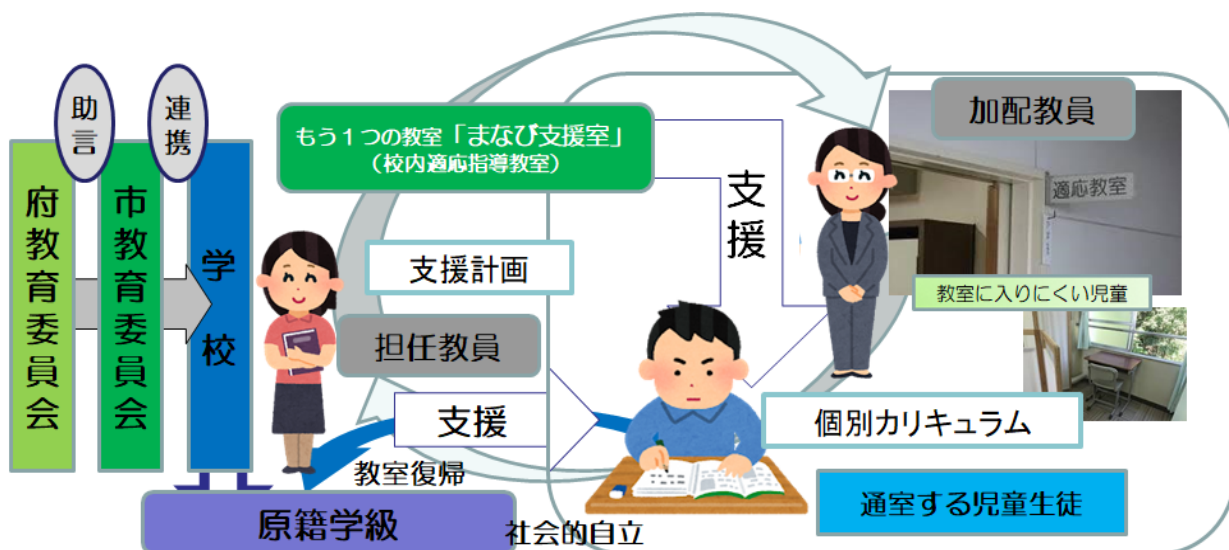 助言
連携
府教育委員会
市教育委員会
学校
もう１つの教室「まなび支援室」
（校内適応指導教室）
支援計画
担任教員
支援
教室復帰
原籍学級
社会的自立
支援
加配教員
適応教室
教室に入りにくい児童
個別カリキュラム
通室する児童生徒